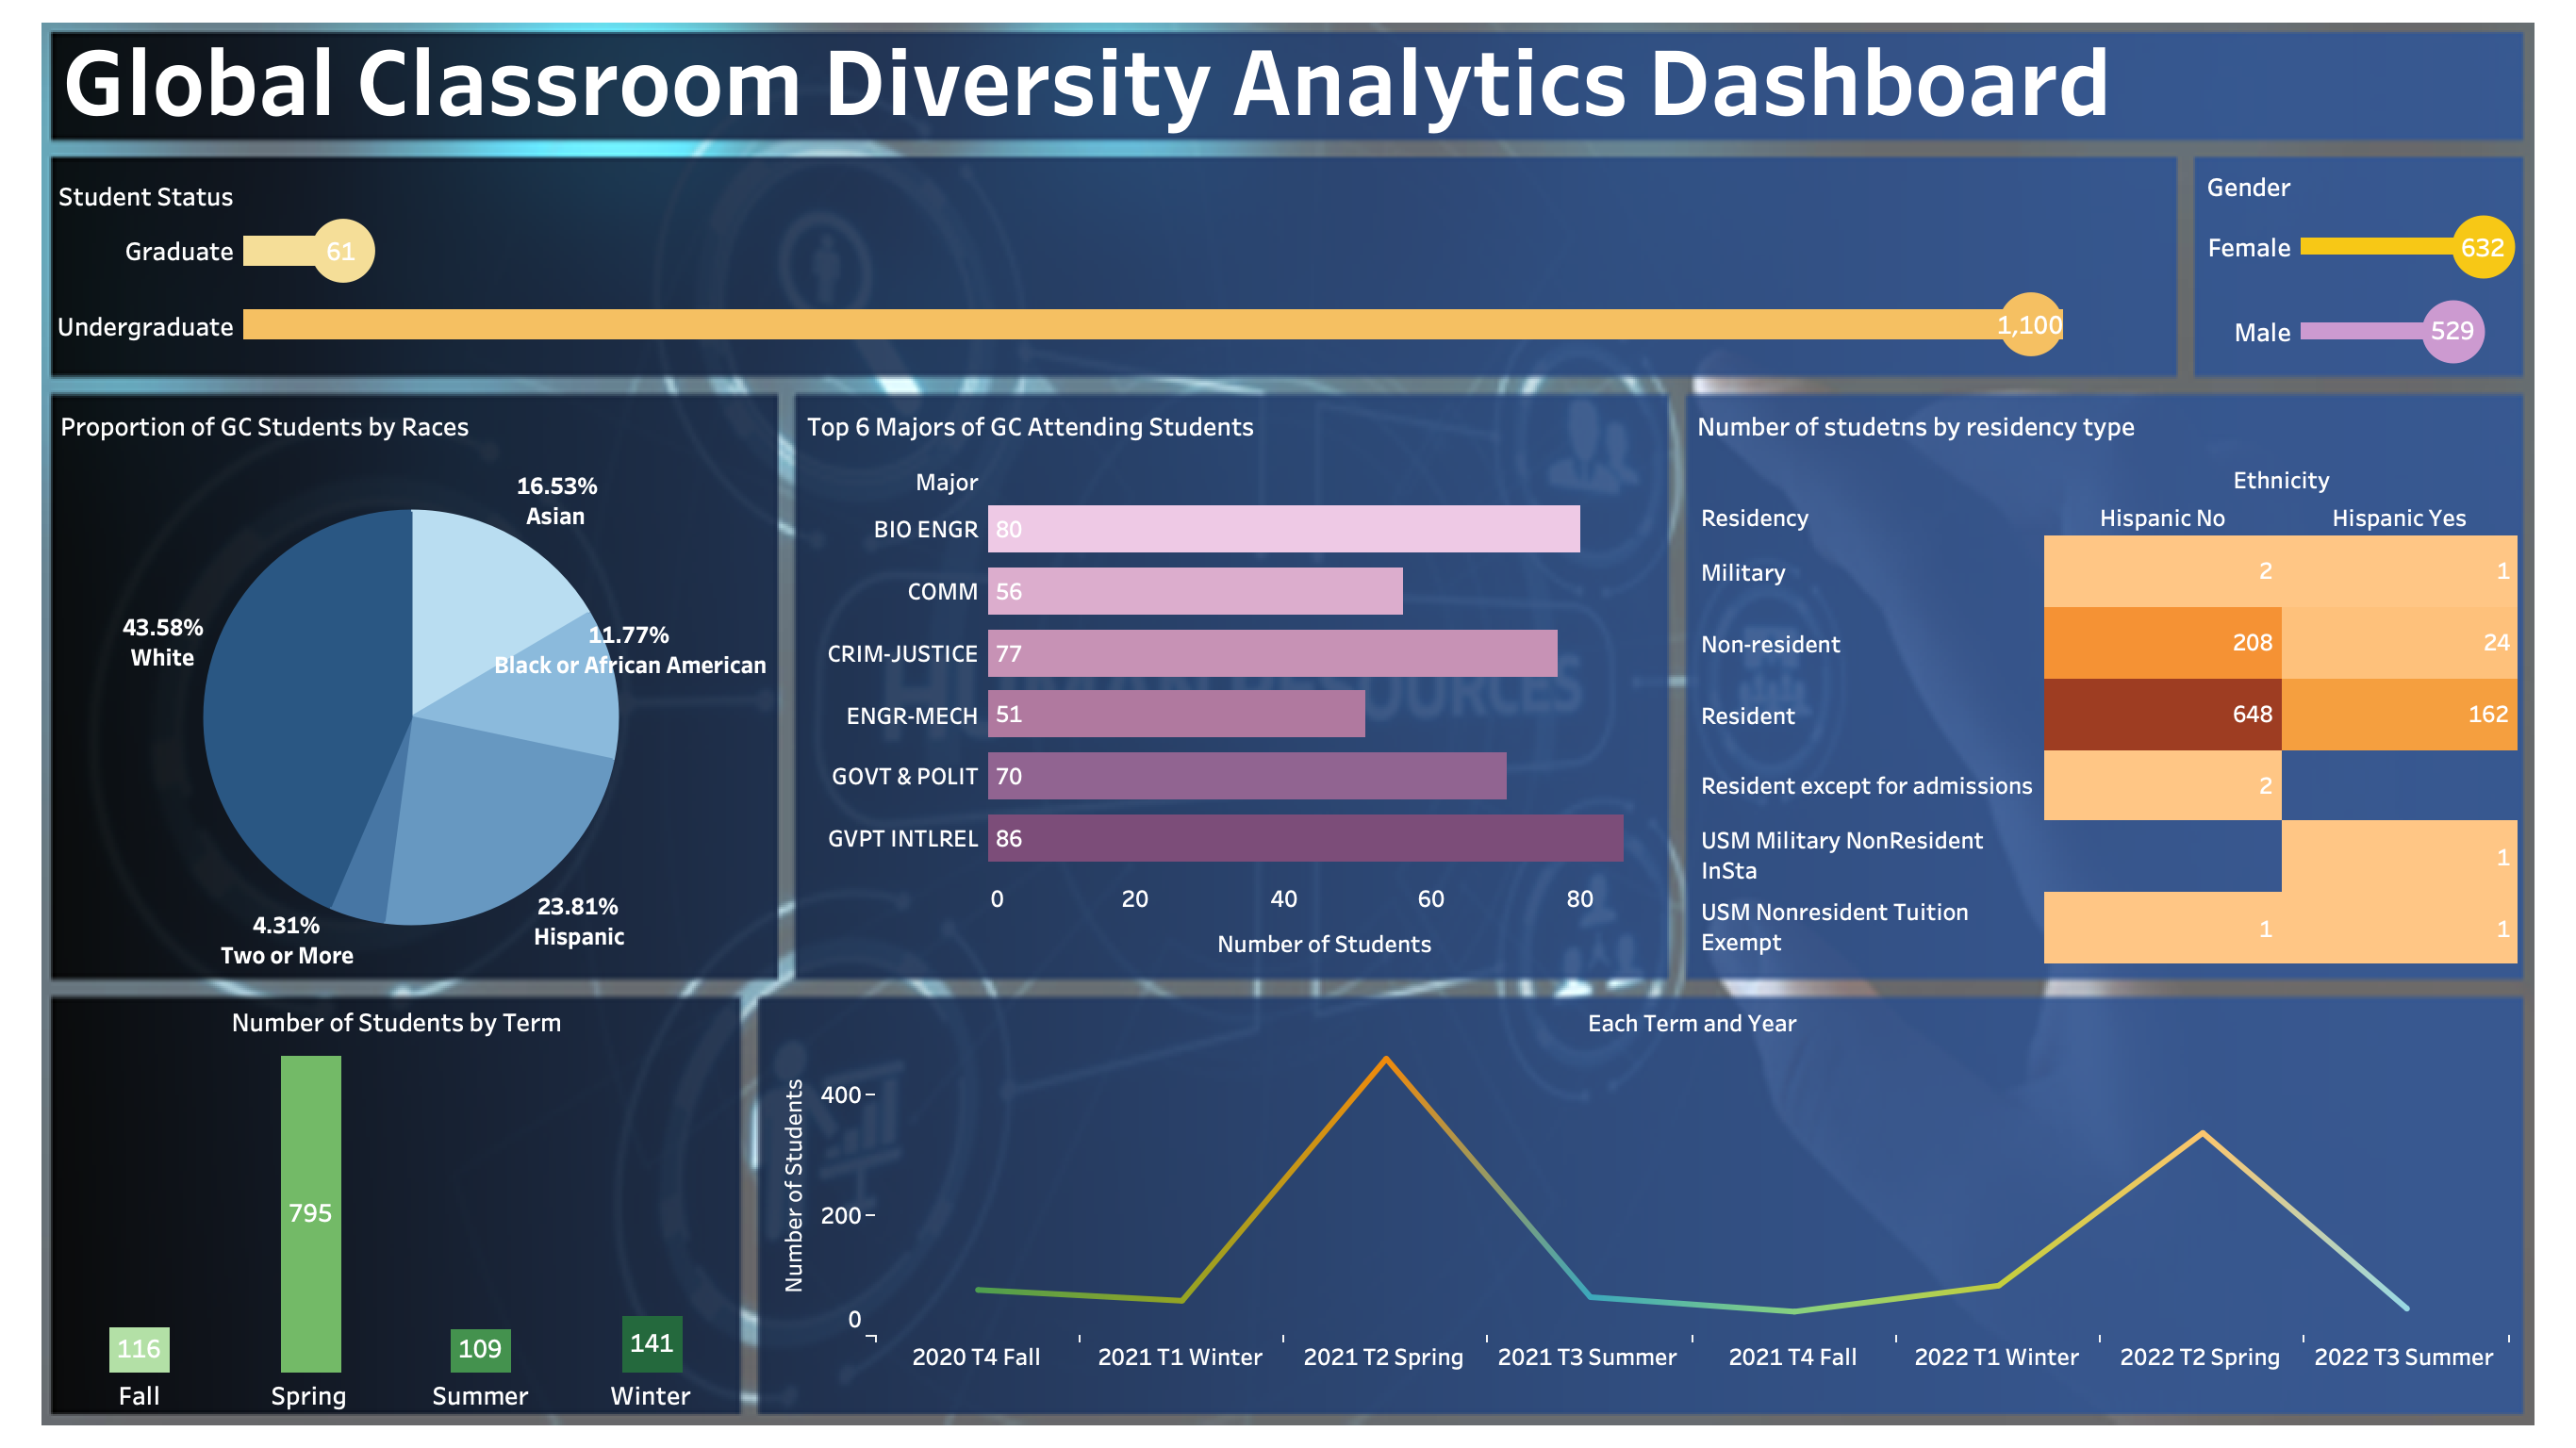 Global Classroom Diversity Analytics Dashboard
Student Status
Graduate
61
Undergraduate
1,100
Gender
Female
632
Male
529
Proportion of GC Students by Races
16.53%
Asian
11.77%
Black or African American
43.58%
White
23.81%
Hispanic
4.31%
Two or More
Top 6 Majors of GC Attending Students
Major
BIO ENGR 80
COMM 56
CRIM-JUSTICE 77
ENGR-MECH 51
GOVT & POLIT 70
GVPT INTLREL 86
0 20 40 60 80
Number of Students
Number of studetns by residency type
Ethnicity
Residency Hispanic No Hispanic Yes
Military 2 1
Non-resident 208 24
Resident 648 162
Resident except for admissions 2
USM Military NonResident
InSta 1
USM Nonresident Tuition
Exempt 1 1
Number of Students by Term
795
116
109
141
Fall Spring Summer Winter
Each Term and Year
Number of Students
400
200
0
2020 T4 Fall 2021 T1 Winter 2021 T2 Spring 2021 T3 Summer 2021 T4 Fall 2022 T1 Winter 2022 T2 Spring 2022 T3 Summer